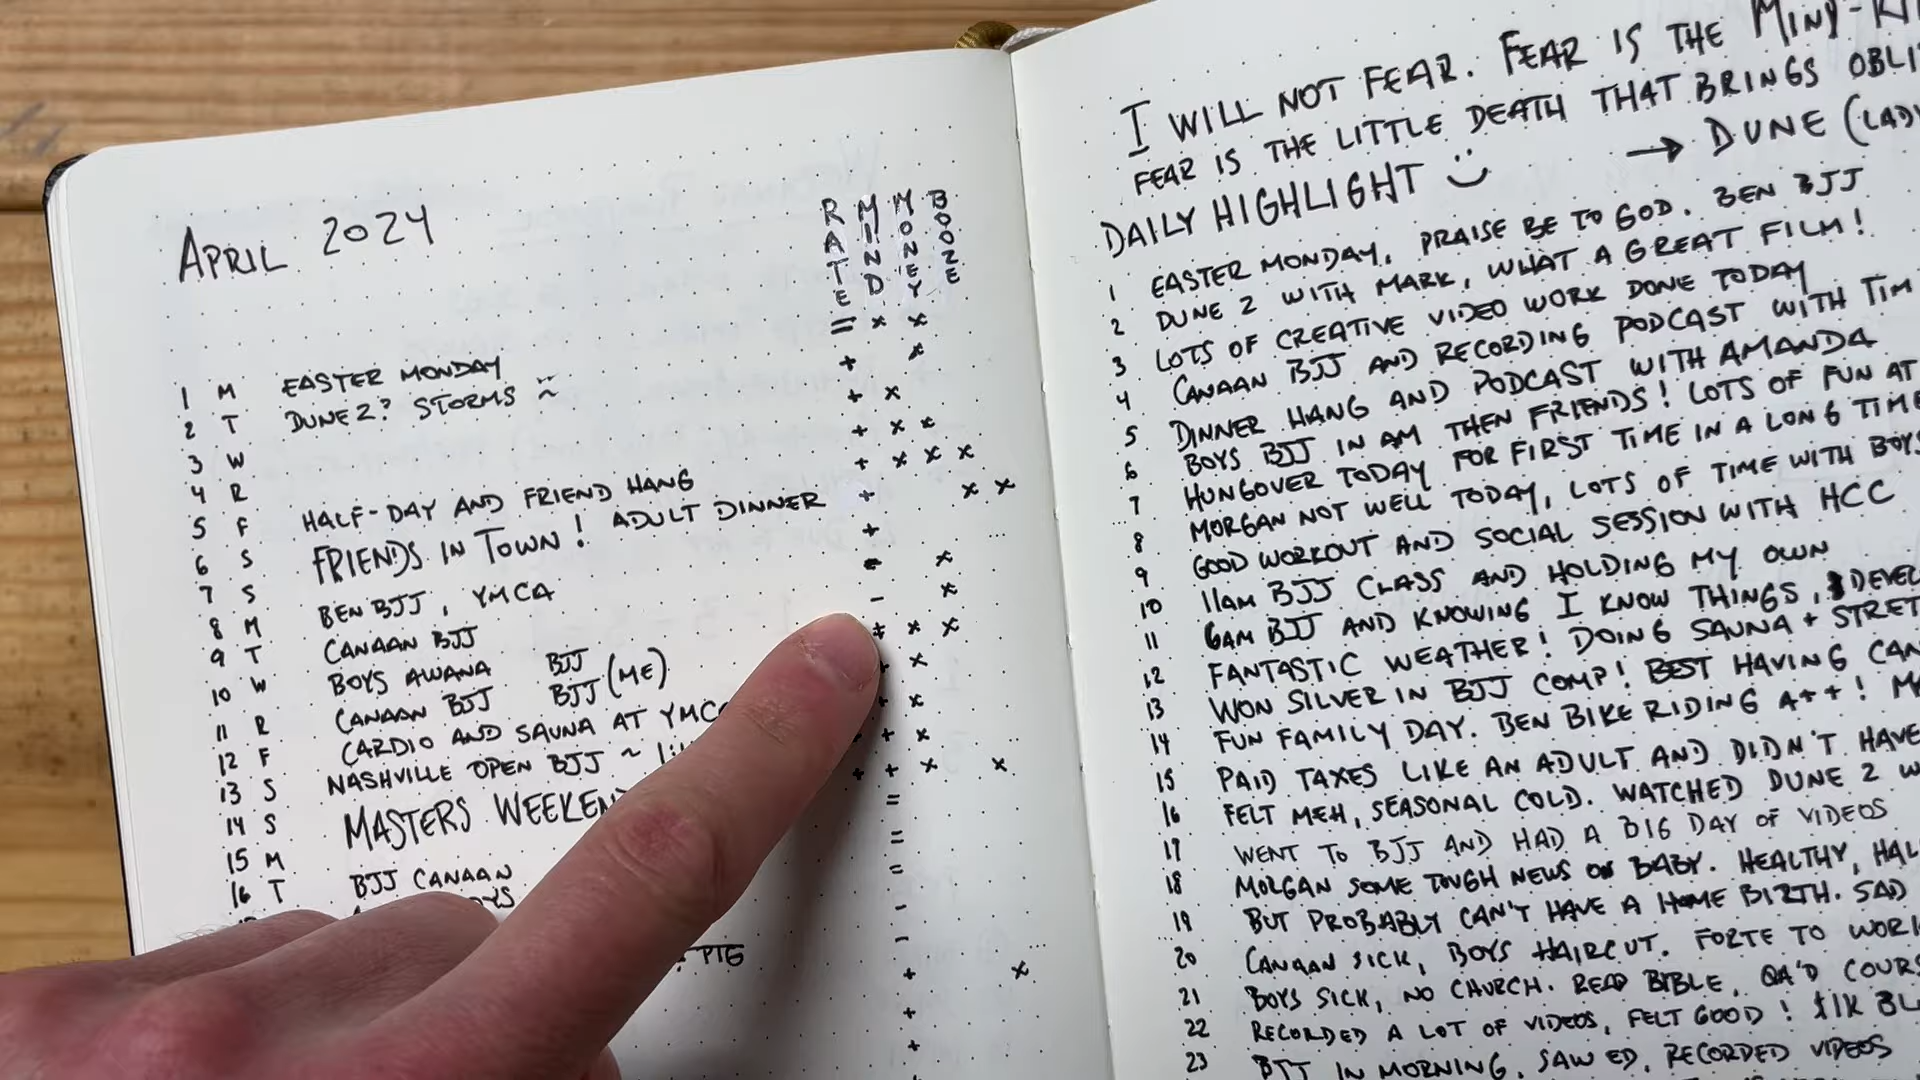 APRIL 2024
RATE MIND MONEY BOOZE
= x x
+ x
+ x
+ x x
+ x x x
+ x x
+
- x
- x
+ x x
+ x
+ x
+ + x
+ + x x
=
=
=
-
-
+ x
+
+
1 M EASTER MONDAY
2 T DUNE 2? STORMS ~
3 W
4 R
5 F HALF-DAY AND FRIEND HANG
6 S FRIENDS IN TOWN! ADULT DINNER
7 S
8 M BEN BJJ, YMCA
9 T CANAAN BJJ
10 W BOYS AWANA BJJ
11 R CANAAN BJJ BJJ (ME)
12 F CARDIO AND SAUNA AT YMCA
13 S NASHVILLE OPEN BJJ ~
14 S MASTERS WEEKEND
15 M
16 T BJJ CANAAN
I WILL NOT FEAR. FEAR IS THE MIND-
FEAR IS THE LITTLE DEATH THAT BRINGS
→ DUNE
DAILY HIGHLIGHT
1 EASTER MONDAY, PRAISE BE TO GOD. BEN BJJ
2 DUNE 2 WITH MARK, WHAT A GREAT FILM!
3 LOTS OF CREATIVE VIDEO WORK DONE TODAY
4 CANAAN BJJ AND RECORDING PODCAST WITH TIM
5 DINNER HANG AND PODCAST WITH AMANDA
6 BOYS BJJ IN AM THEN FRIENDS! LOTS OF FUN AT
7 HUNGOVER TODAY FOR FIRST TIME IN A LONG TIME
8 MORGAN NOT WELL TODAY, LOTS OF TIME WITH BOYS
9 GOOD WORKOUT AND SOCIAL SESSION WITH HCC
10 11AM BJJ CLASS AND HOLDING MY OWN
11 6AM BJJ AND KNOWING I KNOW THINGS,
12 FANTASTIC WEATHER! DOING SAUNA +
13 WON SILVER IN BJJ COMP! BEST HAVING
14 FUN FAMILY DAY. BEN BIKE RIDING A++!
15 PAID TAXES LIKE AN ADULT AND DIDN'T HAVE
16 FELT MEH, SEASONAL COLD. WATCHED DUNE 2
17 WENT TO BJJ AND HAD A BIG DAY OF VIDEOS
18 MORGAN SOME TOUGH NEWS ON BABY. HEALTHY,
19 BUT PROBABLY CAN'T HAVE A HOME BIRTH. SAD
20 CANAAN SICK, BOYS HAIRCUT. FORTE TO WORK
21 BOYS SICK, NO CHURCH. READ BIBLE, QA'D
22 RECORDED A LOT OF VIDEOS, FELT GOOD! $1K
23 BJJ IN MORNING, SAW ED, RECORDED VIDEOS